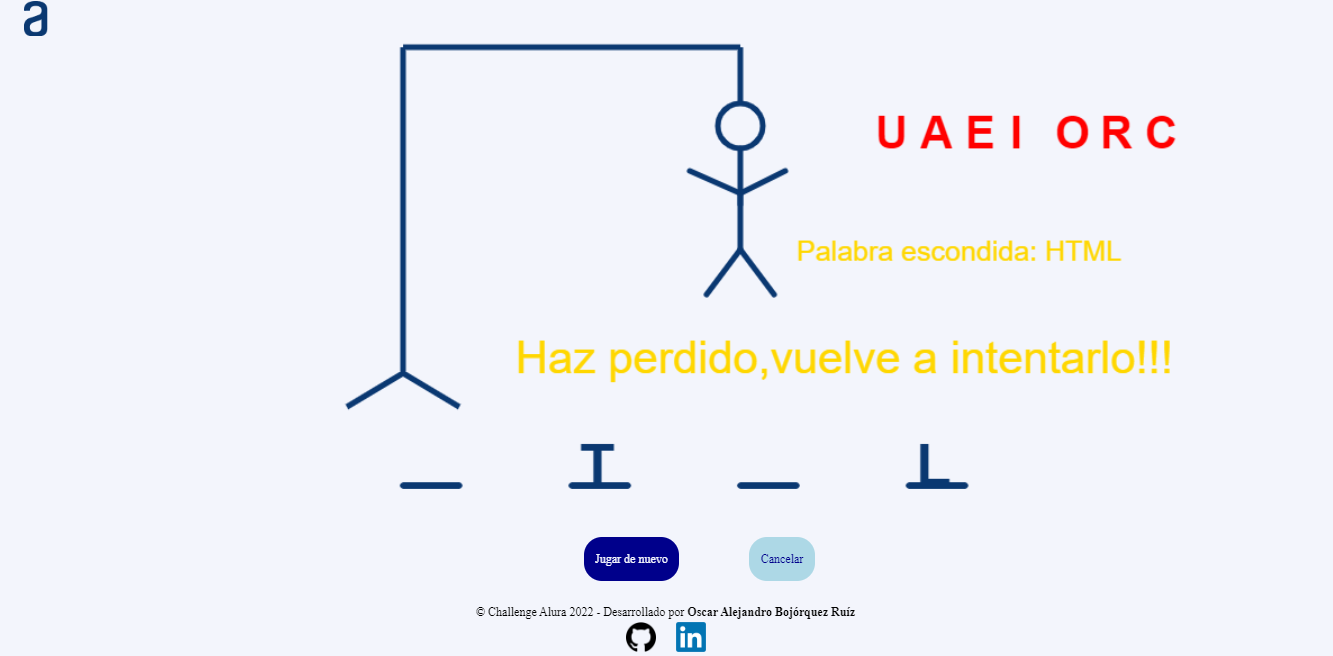 a
U A E I O R C
Palabra escondida: HTML
Haz perdido,vuelve a intentarlo!!!
_ T _ L
Jugar de nuevo Cancelar
© Challenge Alura 2022 - Desarrollado por Oscar Alejandro Bojórquez Ruíz
in